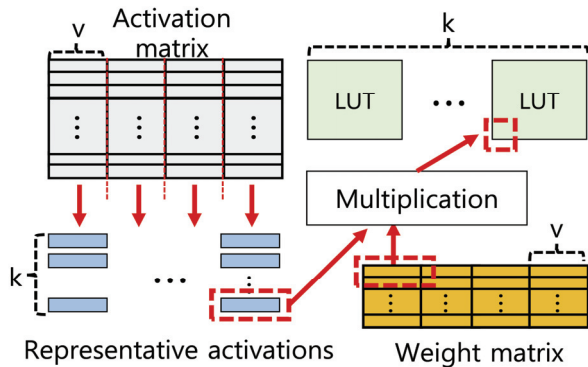 v
Activation
matrix
k
LUT
...
LUT
Multiplication
k
...
v
Representative activations
Weight matrix